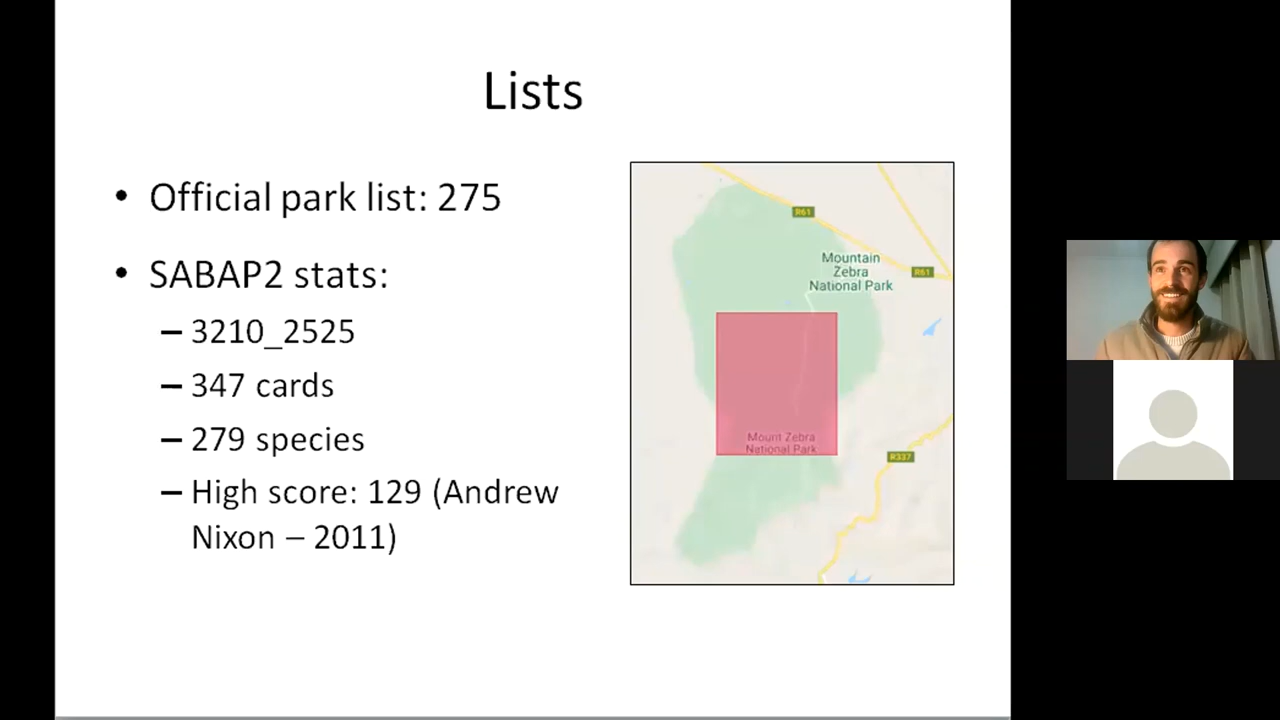 Lists
• Official park list: 275
• SABAP2 stats:
– 3210_2525
– 347 cards
– 279 species
– High score: 129 (Andrew
Nixon – 2011)
R61
Mountain
Zebra
National Park
R61
Mount Zebra
National Park
R337